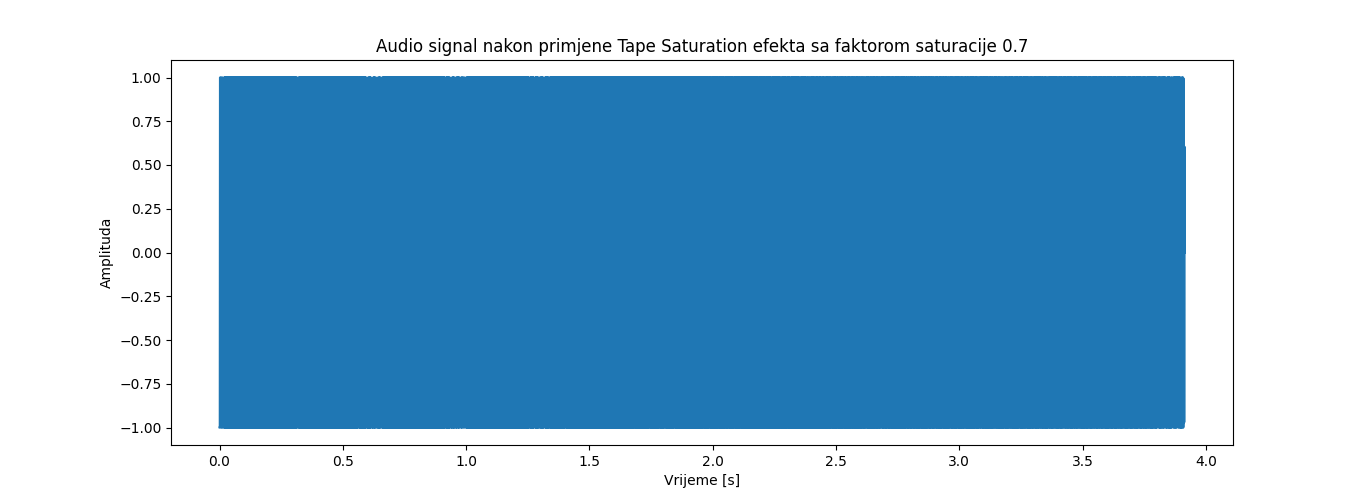 Audio signal nakon primjene Tape Saturation efekta sa faktorom saturacije 0.7
1.00
0.75
0.50
0.25
0.00
−0.25
−0.50
−0.75
−1.00
Amplituda
0.0 0.5 1.0 1.5 2.0 2.5 3.0 3.5 4.0
Vrijeme [s]